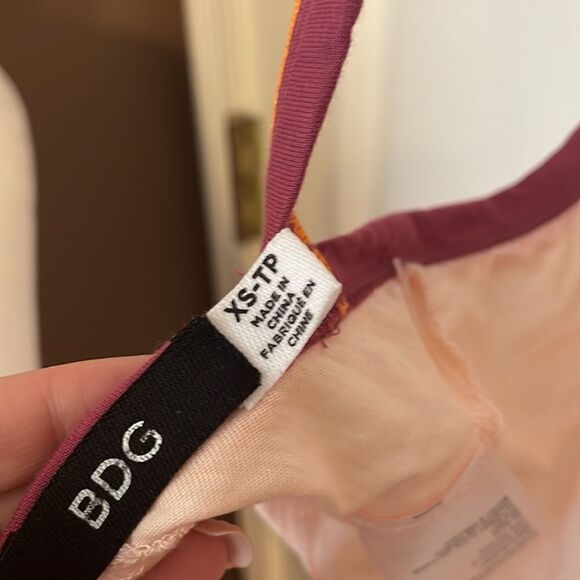 XS-TP
MADE IN
CHINA
FABRIQUÉ EN
CHINE
BDG